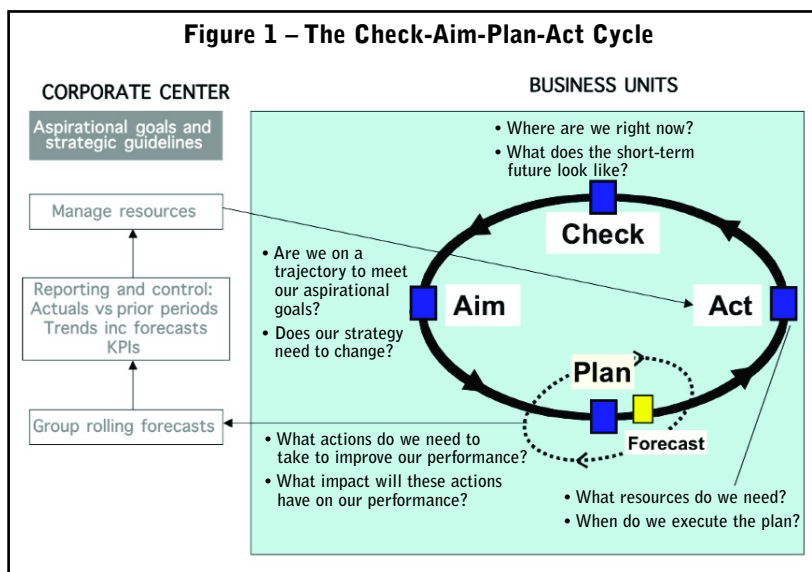 Figure 1 – The Check-Aim-Plan-Act Cycle
CORPORATE CENTER
Aspirational goals and
strategic guidelines
Manage resources
Reporting and control:
Actuals vs prior periods
Trends inc forecasts
KPIs
Group rolling forecasts
BUSINESS UNITS
• Where are we right now?
• What does the short-term
future look like?
Check
• Are we on a
trajectory to meet
our aspirational
goals?
• Does our strategy
need to change?
Aim
Act
Plan
Forecast
• What actions do we need to
take to improve our performance?
• What impact will these actions
have on our performance?
• What resources do we need?
• When do we execute the plan?